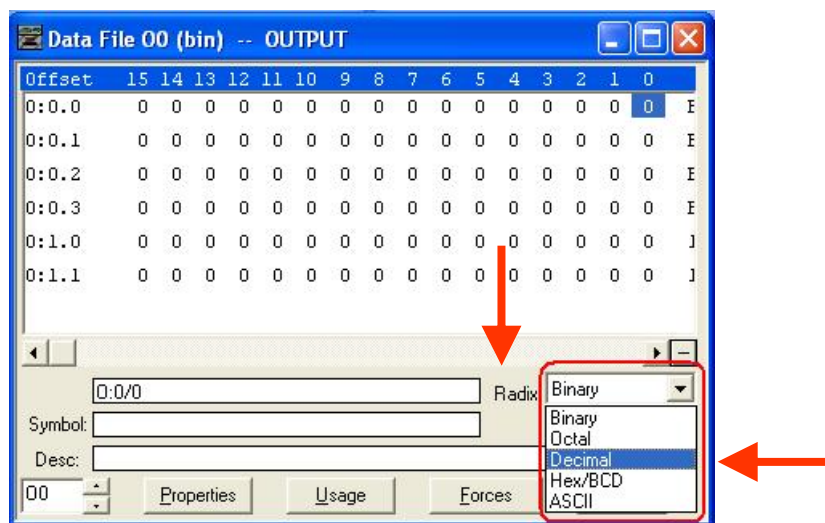 Data File O0 (bin) -- OUTPUT
Offset 15 14 13 12 11 10 9 8 7 6 5 4 3 2 1 0
O:0.0 0 0 0 0 0 0 0 0 0 0 0 0 0 0 0 0
O:0.1 0 0 0 0 0 0 0 0 0 0 0 0 0 0 0 0
O:0.2 0 0 0 0 0 0 0 0 0 0 0 0 0 0 0 0
O:0.3 0 0 0 0 0 0 0 0 0 0 0 0 0 0 0 0
O:1.0 0 0 0 0 0 0 0 0 0 0 0 0 0 0 0 0
O:1.1 0 0 0 0 0 0 0 0 0 0 0 0 0 0 0 0
O:0/0 Radix Binary
Symbol:
Binary
Octal
Desc:
Decimal
Hex/BCD
ASCII
O0 Properties Usage Forces